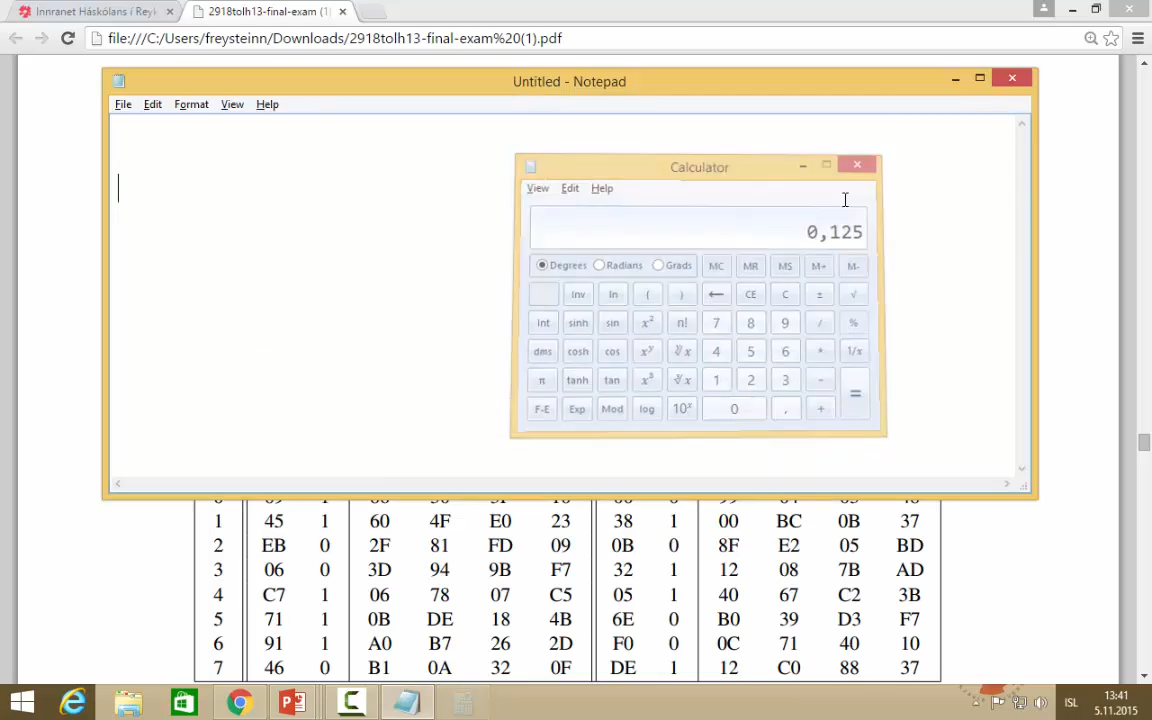 Innranet Háskólans í Reyk
2918tolh13-final-exam (1)
file:///C:/Users/freysteinn/Downloads/2918tolh13-final-exam%20(1).pdf
Untitled - Notepad
File Edit Format View Help
Calculator
View Edit Help
0,125
Degrees Radians Grads MC MR MS M+ M-
Inv ln ( ) ← CE C ± √
Int sinh sin x² n! 7 8 9 / %
dms cosh cos xʸ ʸ√x 4 5 6 * 1/x
π tanh tan x³ ³√x 1 2 3 - =
F-E Exp Mod log 10ˣ 0 , +
1 45 1 60 4F E0 23 38 1 00 BC 0B 37
2 EB 0 2F 81 FD 09 0B 0 8F E2 05 BD
3 06 0 3D 94 9B F7 32 1 12 08 7B AD
4 C7 1 06 78 07 C5 05 1 40 67 C2 3B
5 71 1 0B DE 18 4B 6E 0 B0 39 D3 F7
6 91 1 A0 B7 26 2D F0 0 0C 71 40 10
7 46 0 B1 0A 32 0F DE 1 12 C0 88 37
ISL
13:41
5.11.2015